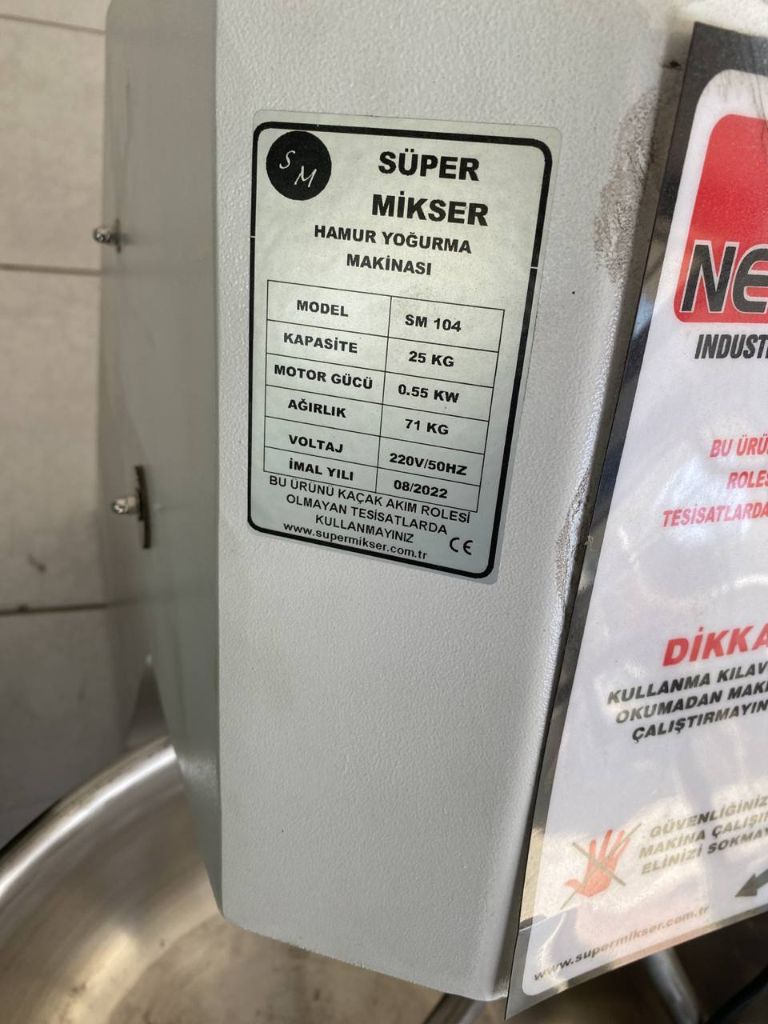 S M
SÜPER
MİKSER
HAMUR YOĞURMA
MAKİNASI
MODEL SM 104
KAPASİTE 25 KG
MOTOR GÜCÜ 0.55 KW
AĞIRLIK 71 KG
VOLTAJ 220V/50HZ
İMAL YILI 08/2022
BU ÜRÜNÜ KAÇAK AKIM ROLESİ
OLMAYAN TESİSATLARDA
KULLANMAYINIZ
www.supermikser.com.tr CE
NE
INDUST
BU ÜRÜ
ROLES
TESİSATLARDA
DİKKA
KULLANMA KILAV
OKUMADAN MAKİ
ÇALIŞTIRMAYIN
GÜVENLİĞİNİZ
MAKİNA ÇALIŞI
ELİNİZİ SOKMAY
www.supermikser.com.tr